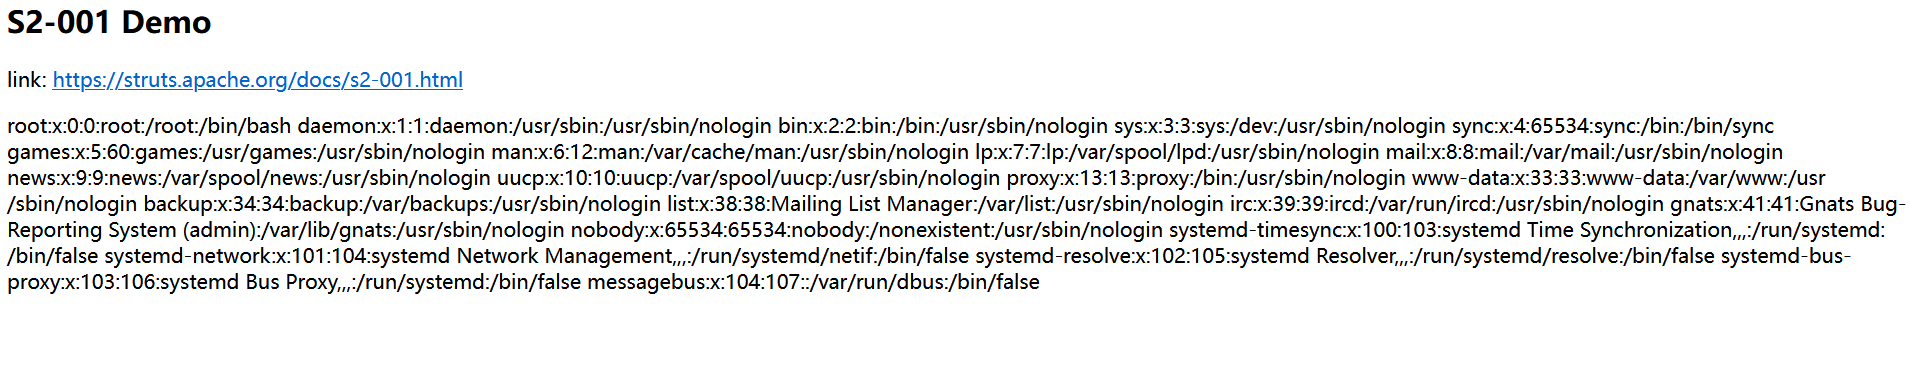 S2-001 Demo
link: https://struts.apache.org/docs/s2-001.html
root:x:0:0:root:/root:/bin/bash daemon:x:1:1:daemon:/usr/sbin:/usr/sbin/nologin bin:x:2:2:bin:/bin:/usr/sbin/nologin sys:x:3:3:sys:/dev:/usr/sbin/nologin sync:x:4:65534:sync:/bin:/bin/sync
games:x:5:60:games:/usr/games:/usr/sbin/nologin man:x:6:12:man:/var/cache/man:/usr/sbin/nologin lp:x:7:7:lp:/var/spool/lpd:/usr/sbin/nologin mail:x:8:8:mail:/var/mail:/usr/sbin/nologin
news:x:9:9:news:/var/spool/news:/usr/sbin/nologin uucp:x:10:10:uucp:/var/spool/uucp:/usr/sbin/nologin proxy:x:13:13:proxy:/bin:/usr/sbin/nologin www-data:x:33:33:www-data:/var/www:/usr
/sbin/nologin backup:x:34:34:backup:/var/backups:/usr/sbin/nologin list:x:38:38:Mailing List Manager:/var/list:/usr/sbin/nologin irc:x:39:39:ircd:/var/run/ircd:/usr/sbin/nologin gnats:x:41:41:Gnats Bug-
Reporting System (admin):/var/lib/gnats:/usr/sbin/nologin nobody:x:65534:65534:nobody:/nonexistent:/usr/sbin/nologin systemd-timesync:x:100:103:systemd Time Synchronization,,,:/run/systemd:
/bin/false systemd-network:x:101:104:systemd Network Management,,,:/run/systemd/netif:/bin/false systemd-resolve:x:102:105:systemd Resolver,,,:/run/systemd/resolve:/bin/false systemd-bus-
proxy:x:103:106:systemd Bus Proxy,,,:/run/systemd:/bin/false messagebus:x:104:107::/var/run/dbus:/bin/false